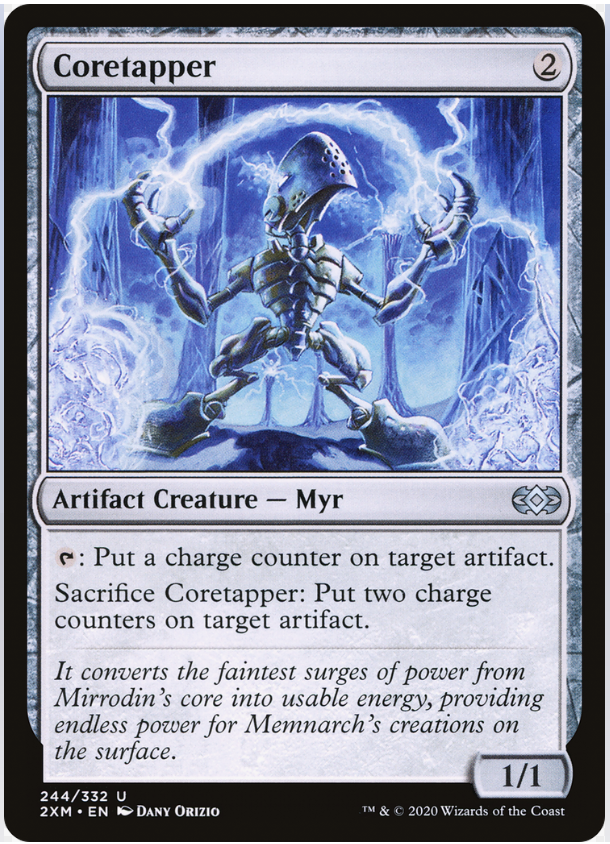 Coretapper 2
Artifact Creature — Myr
: Put a charge counter on target artifact.
Sacrifice Coretapper: Put two charge
counters on target artifact.
It converts the faintest surges of power from
Mirrodin's core into usable energy, providing
endless power for Memnarch's creations on
the surface.
1/1
244/332 U
2XM • EN Dany Orizio
™ & © 2020 Wizards of the Coast